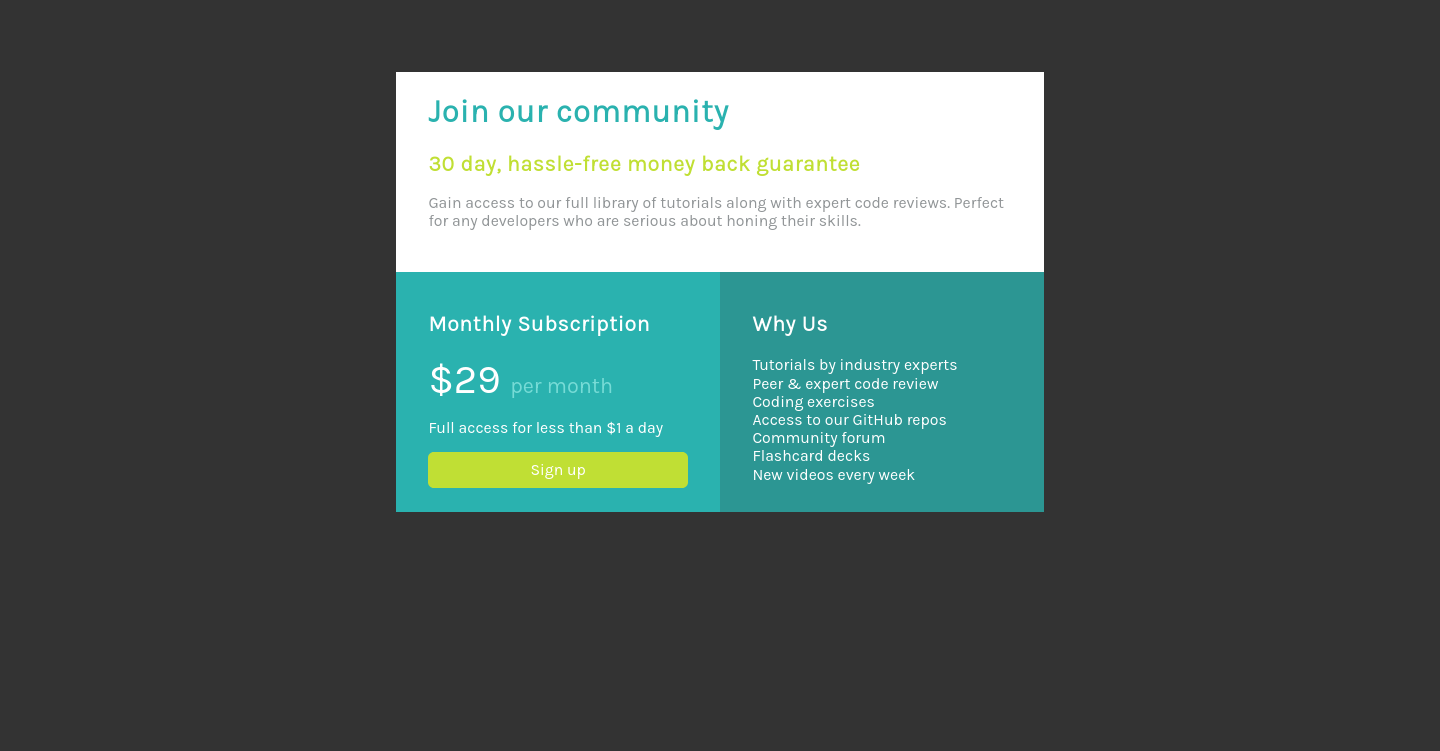 Join our community
30 day, hassle-free money back guarantee
Gain access to our full library of tutorials along with expert code reviews. Perfect
for any developers who are serious about honing their skills.
Monthly Subscription
$29 per month
Full access for less than $1 a day
Sign up
Why Us
Tutorials by industry experts
Peer & expert code review
Coding exercises
Access to our GitHub repos
Community forum
Flashcard decks
New videos every week